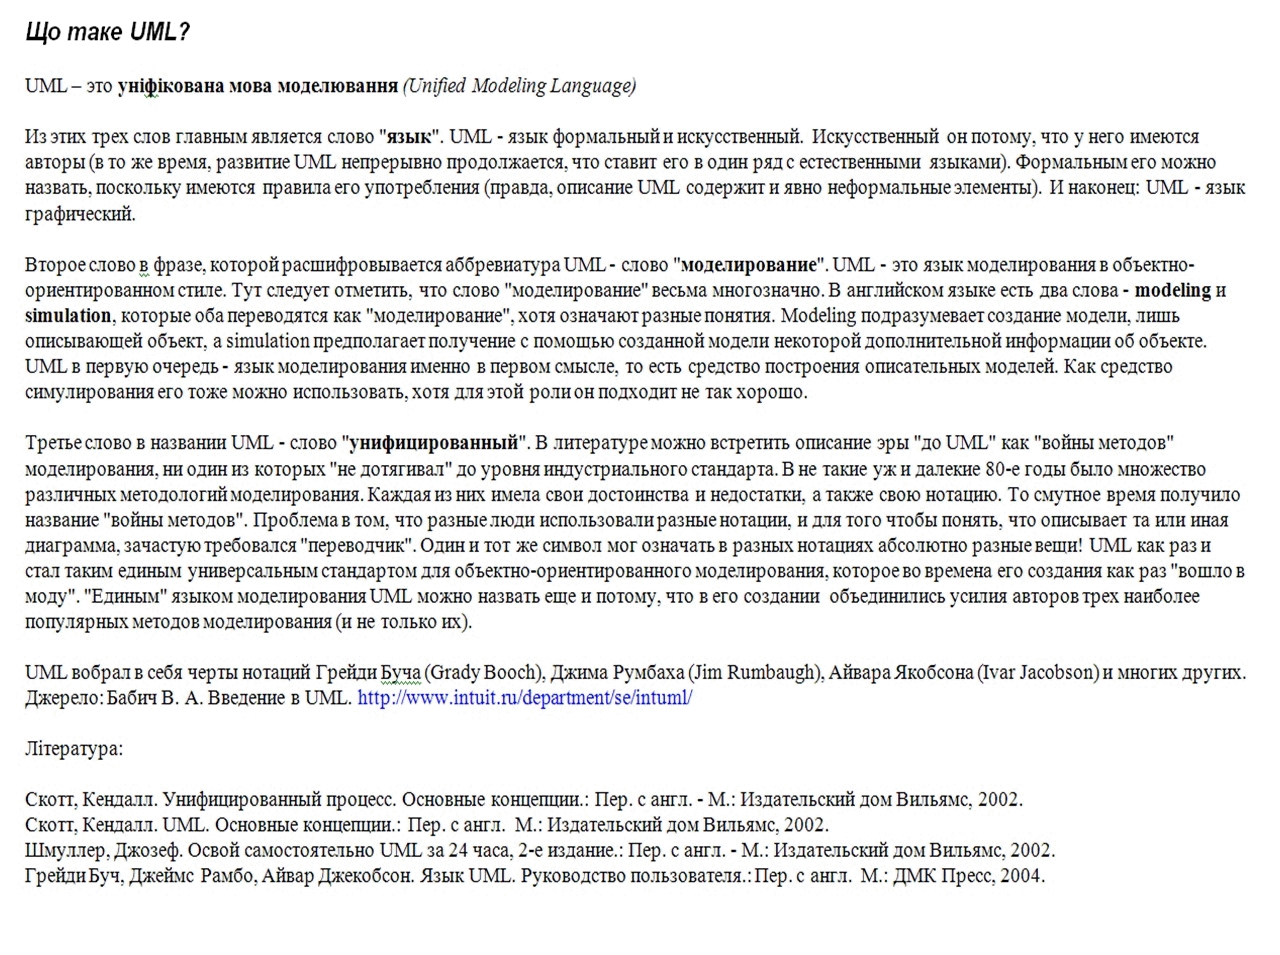 Що таке UML?
UML – это уніфікована мова моделювання (Unified Modeling Language)
Из этих трех слов главным является слово "язык". UML - язык формальный и искусственный. Искусственный он потому, что у него имеются
авторы (в то же время, развитие UML непрерывно продолжается, что ставит его в один ряд с естественными языками). Формальным его можно
назвать, поскольку имеются правила его употребления (правда, описание UML содержит и явно неформальные элементы). И наконец: UML - язык
графический.
Второе слово в фразе, которой расшифровывается аббревиатура UML - слово "моделирование". UML - это язык моделирования в объектно-
ориентированном стиле. Тут следует отметить, что слово "моделирование" весьма многозначно. В английском языке есть два слова - modeling и
simulation, которые оба переводятся как "моделирование", хотя означают разные понятия. Modeling подразумевает создание модели, лишь
описывающей объект, а simulation предполагает получение с помощью созданной модели некоторой дополнительной информации об объекте.
UML в первую очередь - язык моделирования именно в первом смысле, то есть средство построения описательных моделей. Как средство
симулирования его тоже можно использовать, хотя для этой роли он подходит не так хорошо.
Третье слово в названии UML - слово "унифицированный". В литературе можно встретить описание эры "до UML" как "войны методов"
моделирования, ни один из которых "не дотягивал" до уровня индустриального стандарта. В не такие уж и далекие 80-е годы было множество
различных методологий моделирования. Каждая из них имела свои достоинства и недостатки, а также свою нотацию. То смутное время получило
название "войны методов". Проблема в том, что разные люди использовали разные нотации, и для того чтобы понять, что описывает та или иная
диаграмма, зачастую требовался "переводчик". Один и тот же символ мог означать в разных нотациях абсолютно разные вещи! UML как раз и
стал таким единым универсальным стандартом для объектно-ориентированного моделирования, которое во времена его создания как раз "вошло в
моду". "Единым" языком моделирования UML можно назвать еще и потому, что в его создании объединились усилия авторов трех наиболее
популярных методов моделирования (и не только их).
UML вобрал в себя черты нотаций Грейди Буча (Grady Booch), Джима Румбаха (Jim Rumbaugh), Айвара Якобсона (Ivar Jacobson) и многих других.
Джерело: Бабич В. А. Введение в UML. http://www.intuit.ru/department/se/intuml/
Література:
Скотт, Кендалл. Унифицированный процесс. Основные концепции.: Пер. с англ. - М.: Издательский дом Вильямс, 2002.
Скотт, Кендалл. UML. Основные концепции.: Пер. с англ. М.: Издательский дом Вильямс, 2002.
Шмуллер, Джозеф. Освой самостоятельно UML за 24 часа, 2-е издание.: Пер. с англ. - М.: Издательский дом Вильямс, 2002.
Грейди Буч, Джеймс Рамбо, Айвар Джекобсон. Язык UML. Руководство пользователя.: Пер. с англ. М.: ДМК Пресс, 2004.